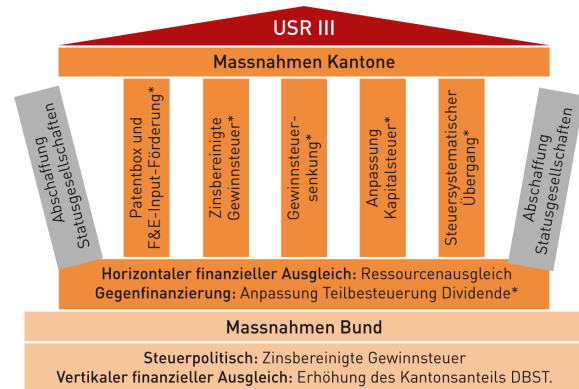 USR III
Massnahmen Kantone
Abschaffung
Statusgesellschaften
Patentbox und
F&E-Input-Förderung*
Zinsbereinigte
Gewinnsteuer*
Gewinnsteuer-
senkung*
Anpassung
Kapitalsteuer*
Steuersystematischer
Übergang*
Abschaffung
Statusgesellschaften
Horizontaler finanzieller Ausgleich: Ressourcenausgleich
Gegenfinanzierung: Anpassung Teilbesteuerung Dividende*
Massnahmen Bund
Steuerpolitisch: Zinsbereinigte Gewinnsteuer
Vertikaler finanzieller Ausgleich: Erhöhung des Kantonsanteils DBST.